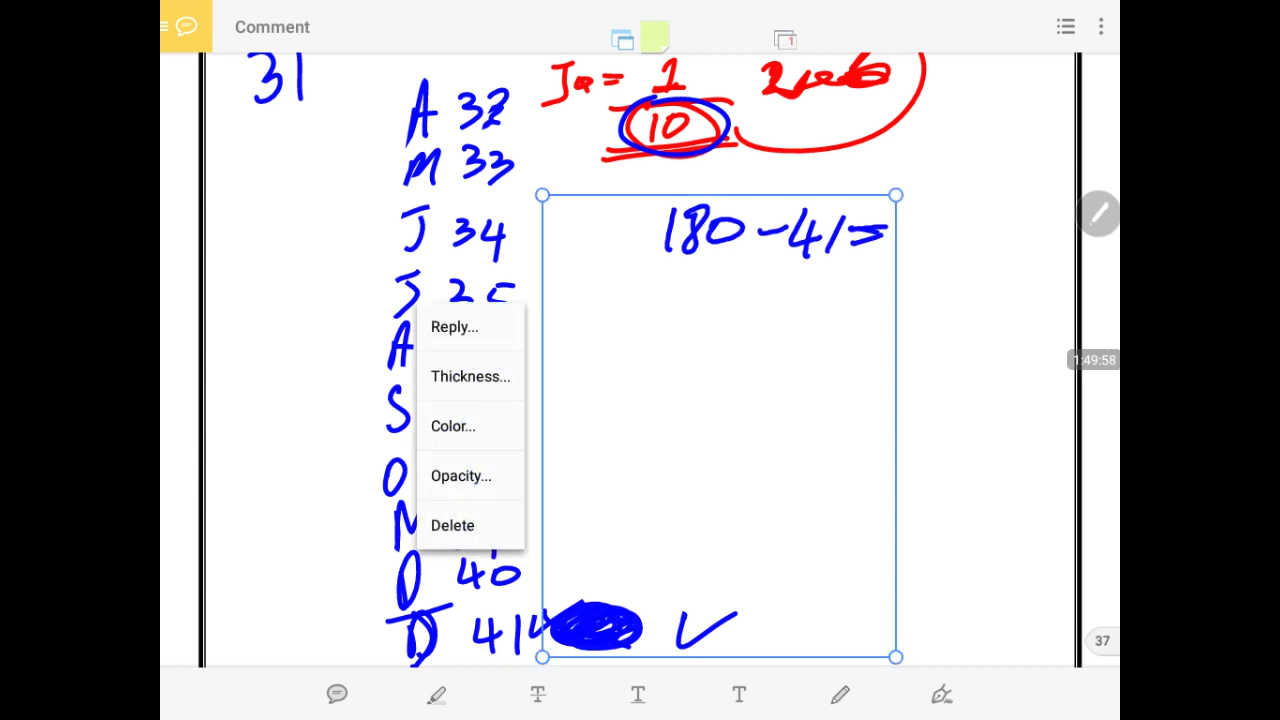 Comment
31
Ja = 1
10
A 32
M 33
J 34
180-41=
J 35
Reply...
A
Thickness...
S
Color...
1:49:58
O
Opacity...
N
Delete
D 40
D 41
37